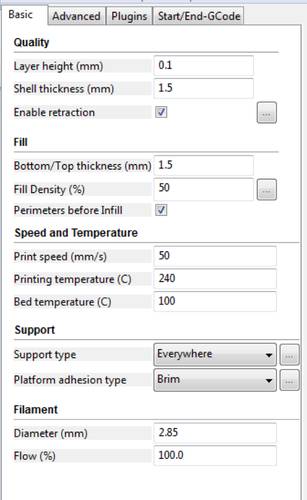 Basic Advanced Plugins Start/End-GCode
Quality
Layer height (mm) 0.1
Shell thickness (mm) 1.5
Enable retraction ...
Fill
Bottom/Top thickness (mm) 1.5
Fill Density (%) 50 ...
Perimeters before Infill
Speed and Temperature
Print speed (mm/s) 50
Printing temperature (C) 240
Bed temperature (C) 100
Support
Support type Everywhere ...
Platform adhesion type Brim ...
Filament
Diameter (mm) 2.85
Flow (%) 100.0